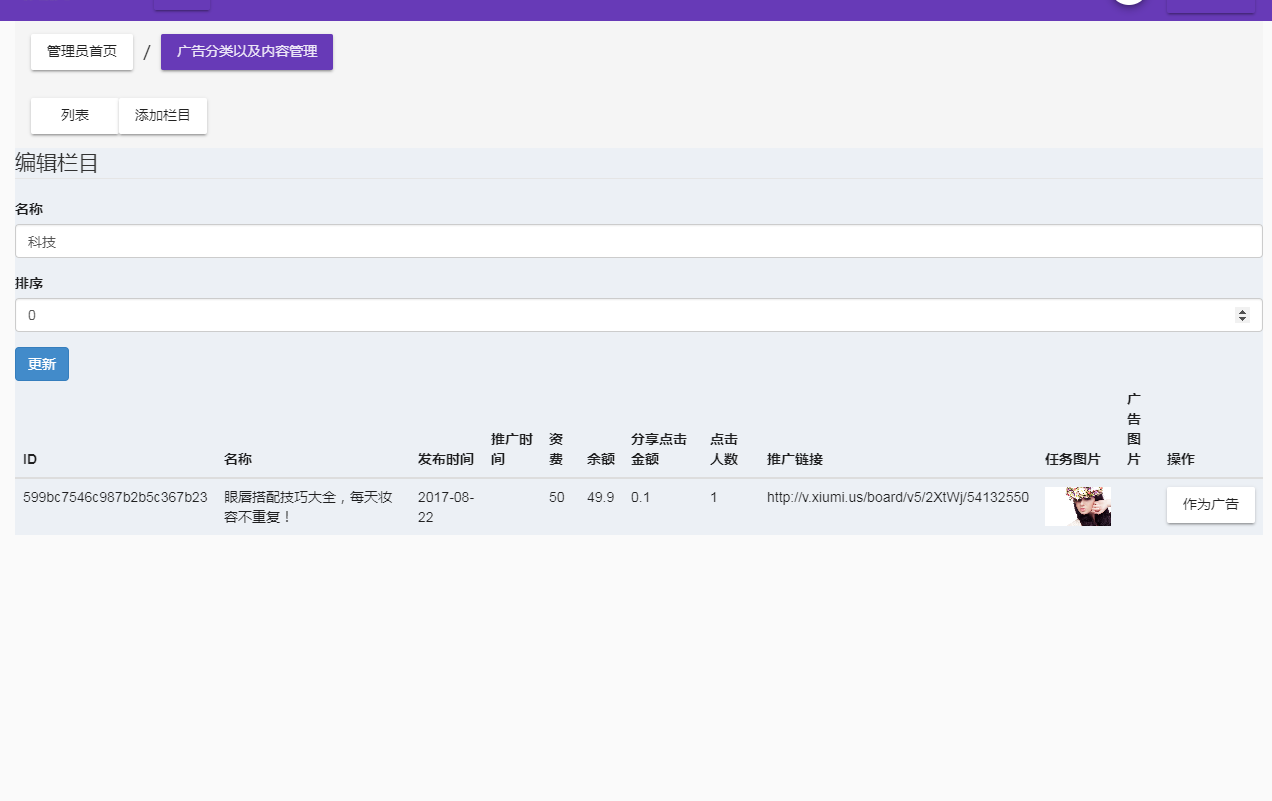 管理员首页 / 广告分类以及内容管理
列表 添加栏目
编辑栏目
名称
科技
排序
0
更新
ID 名称 发布时间 推广时间 资费 余额 分享点击金额 点击人数 推广链接 任务图片 广告图片 操作
599bc7546c987b2b5c367b23 眼唇搭配技巧大全，每天妆容不重复！ 2017-08-22 50 49.9 0.1 1 http://v.xiumi.us/board/v5/2XtWj/54132550 作为广告